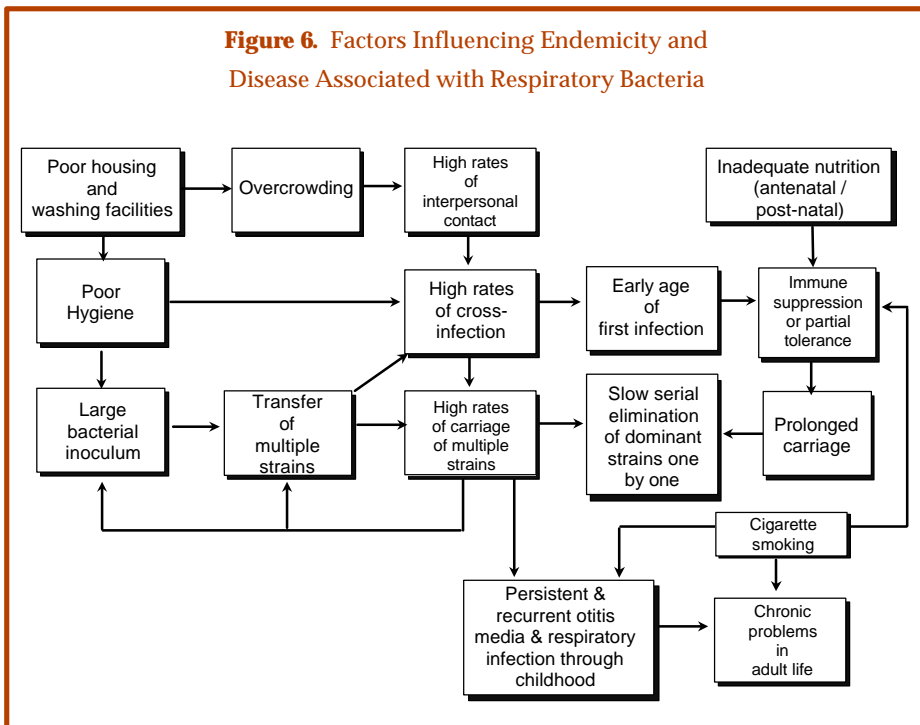 Figure 6. Factors Influencing Endemicity and
Disease Associated with Respiratory Bacteria
Poor housing
and
washing facilities
Overcrowding
High rates
of
interpersonal
contact
Inadequate nutrition
(antenatal /
post-natal)
Poor
Hygiene
High rates
of cross-
infection
Early age
of
first infection
Immune
suppression
or partial
tolerance
Large
bacterial
inoculum
Transfer
of
multiple
strains
High rates
of carriage
of multiple
strains
Slow serial
elimination
of dominant
strains one
by one
Prolonged
carriage
Cigarette
smoking
Persistent &
recurrent otitis
media & respiratory
infection through
childhood
Chronic
problems
in
adult life